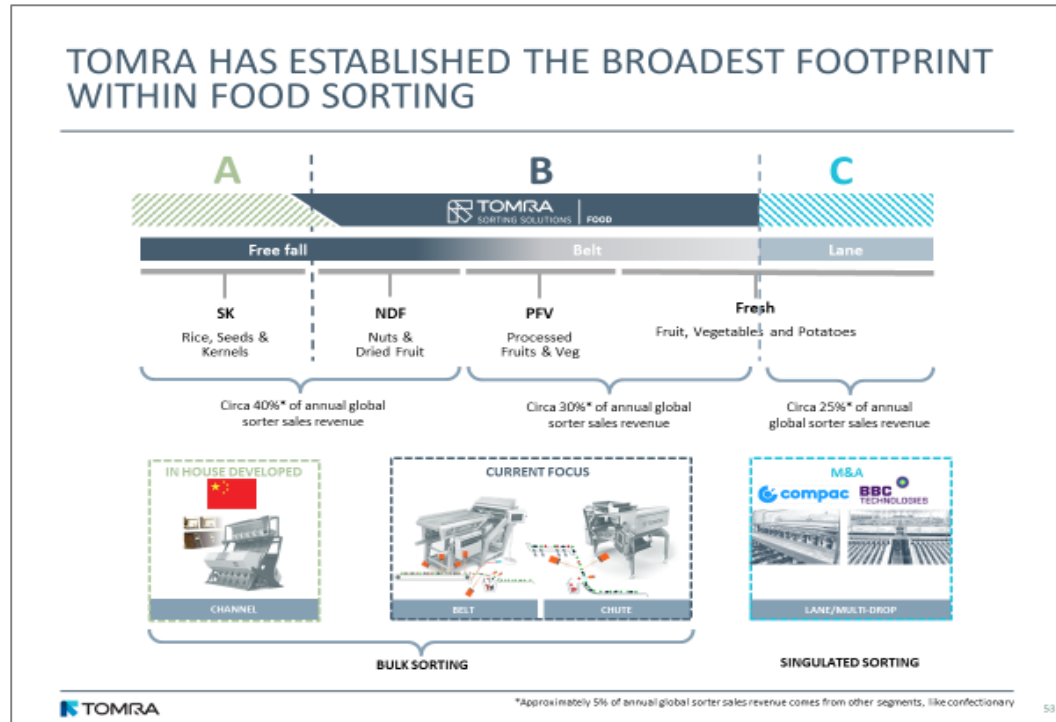 TOMRA HAS ESTABLISHED THE BROADEST FOOTPRINT
WITHIN FOOD SORTING
A
B
C
TOMRA
SORTING SOLUTIONS | FOOD
Free fall
Belt
Lane
SK
Rice, Seeds &
Kernels
NDF
Nuts &
Dried Fruit
PFV
Processed
Fruits & Veg
Fresh
Fruit, Vegetables and Potatoes
Circa 40%* of annual global
sorter sales revenue
Circa 30%* of annual global
sorter sales revenue
Circa 25%* of annual
global sorter sales revenue
IN HOUSE DEVELOPED
CHANNEL
CURRENT FOCUS
BELT
CHUTE
M&A
compac
BBC
TECHNOLOGIES
LANE/MULTI-DROP
BULK SORTING
SINGULATED SORTING
TOMRA
*Approximately 5% of annual global sorter sales revenue comes from other segments, like confectionary
53